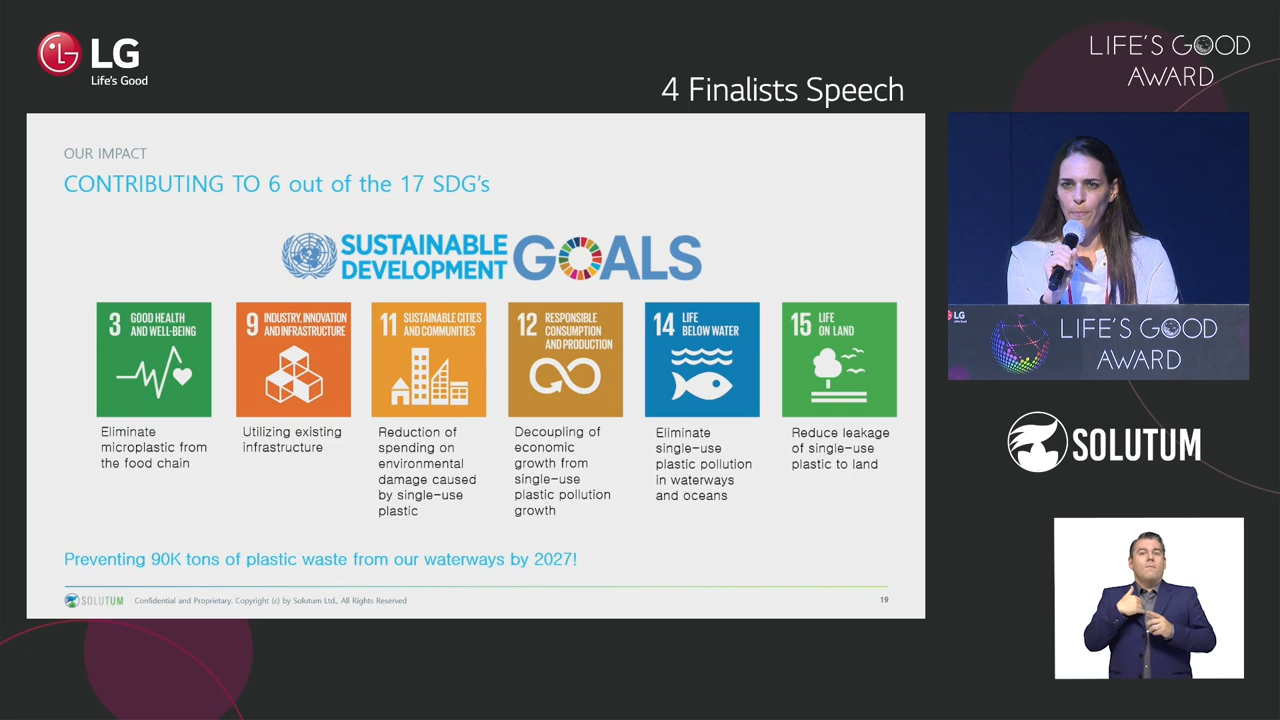 LG
Life's Good
LIFE'S GOOD
AWARD
4 Finalists Speech
OUR IMPACT
CONTRIBUTING TO 6 out of the 17 SDG's
SUSTAINABLE
DEVELOPMENT
GOALS
3 GOOD HEALTH
AND WELL-BEING
Eliminate
microplastic from
the food chain
9 INDUSTRY, INNOVATION
AND INFRASTRUCTURE
Utilizing existing
infrastructure
11 SUSTAINABLE CITIES
AND COMMUNITIES
Reduction of
spending on
environmental
damage caused
by single-use
plastic
12 RESPONSIBLE
CONSUMPTION
AND PRODUCTION
Decoupling of
economic
growth from
single-use
plastic pollution
growth
14 LIFE
BELOW WATER
Eliminate
single-use
plastic pollution
in waterways
and oceans
15 LIFE
ON LAND
Reduce leakage
of single-use
plastic to land
Preventing 90K tons of plastic waste from our waterways by 2027!
SOLUTUM
Confidential and Proprietary. Copyright (c) by Solutum Ltd., All Rights Reserved
19
LG
LIFE'S GOOD
AWARD
SOLUTUM